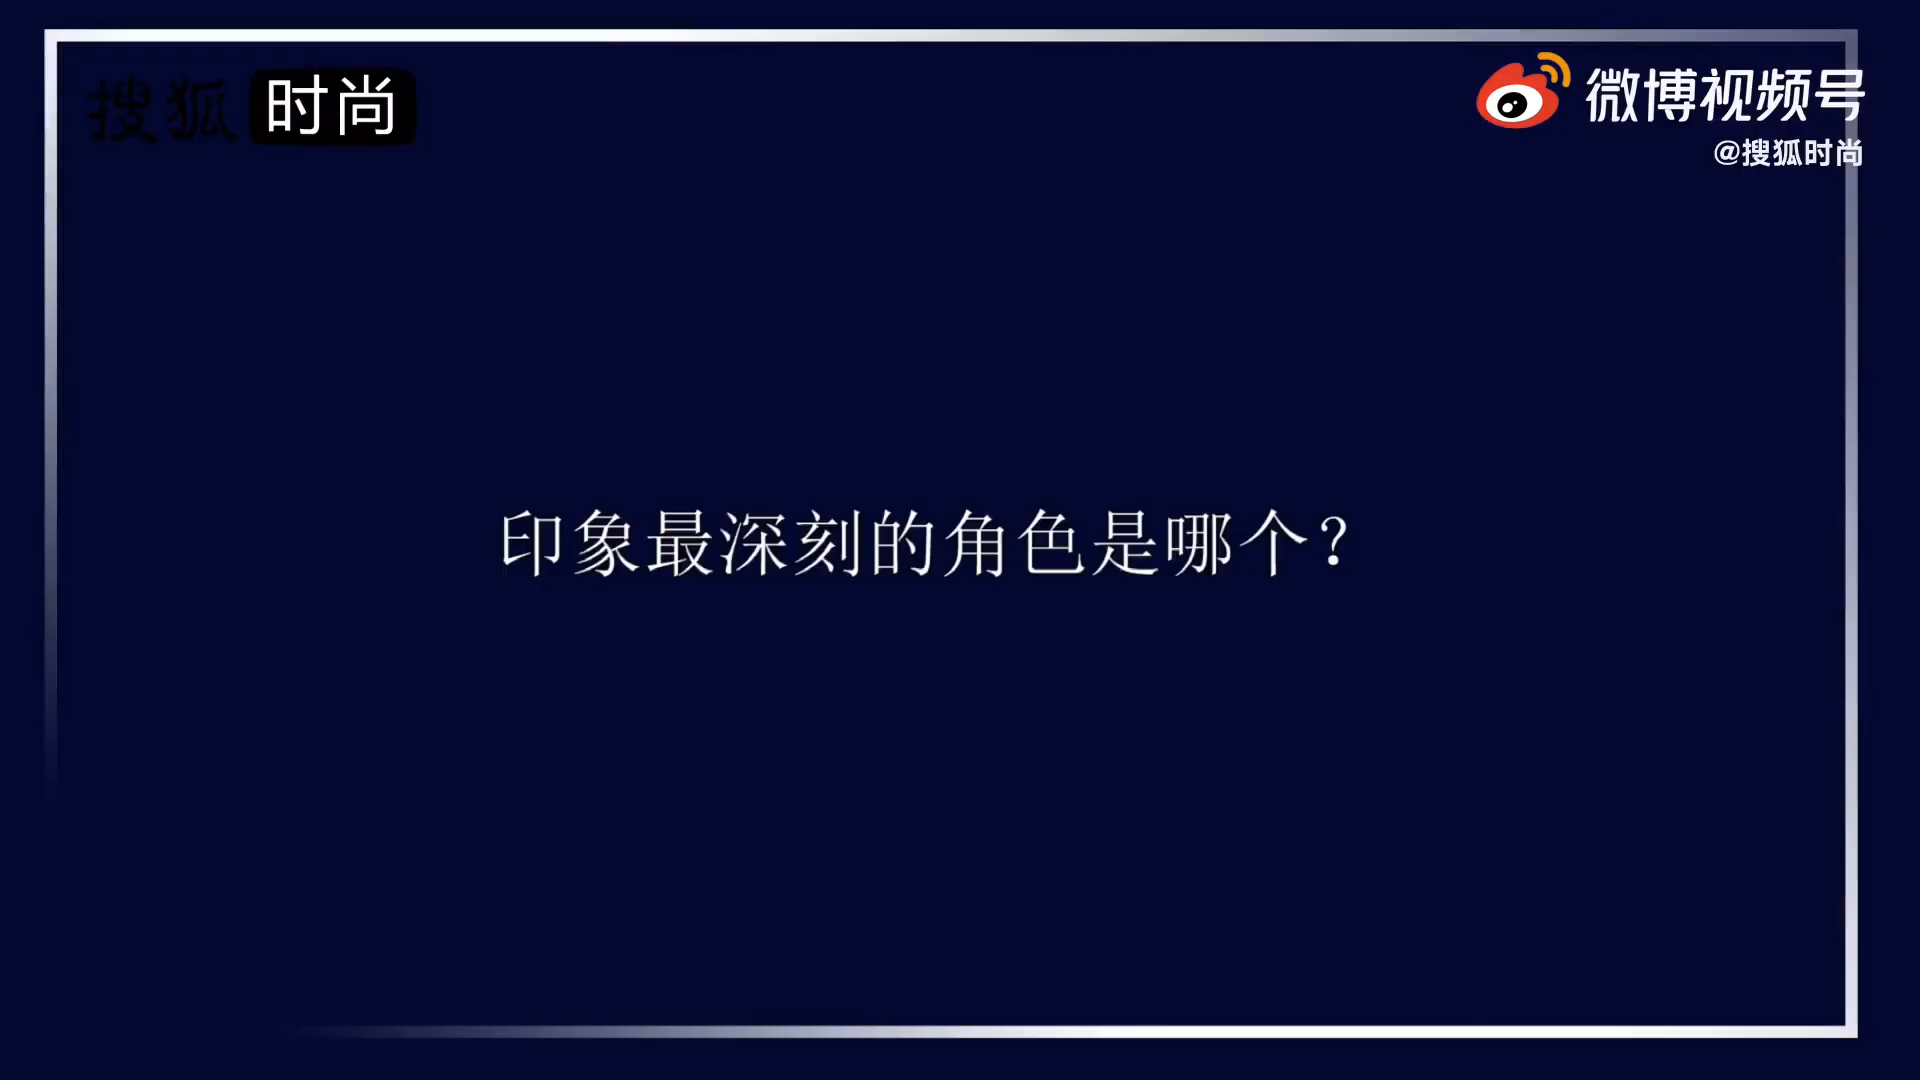 搜狐 时尚
微博视频号
@搜狐时尚
印象最深刻的角色是哪个？